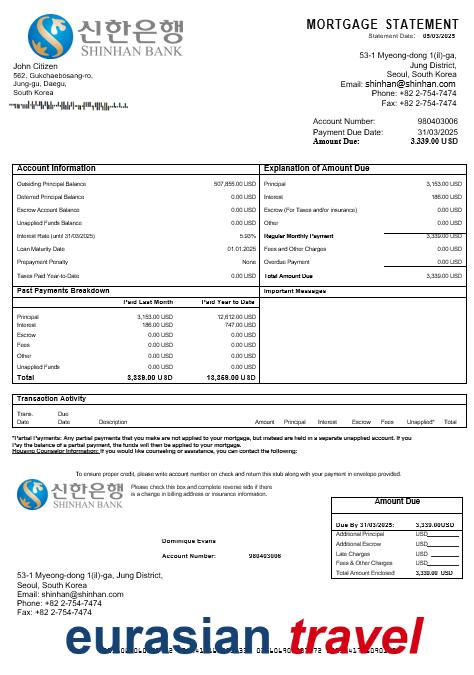 신한은행
SHINHAN BANK
MORTGAGE STATEMENT
Statement Date: 05/03/2025
53-1 Myeong-dong 1(il)-ga,
Jung District,
Seoul, South Korea
Email: shinhan@shinhan.com
Phone: +82 2-754-7474
Fax: +82 2-754-7474
John Citizen
562, Gukchaebosang-ro,
Jung-gu, Daegu,
South Korea
Account Number: 980403006
Payment Due Date: 31/03/2025
Amount Due: 3.339.00 USD
Account Information
Outsiding Principal Balance 507,855.00 USD
Deferred Principal Balance 0.00 USD
Escrow Account Balance 0.00 USD
Unapplied Funds Balance 0.00 USD
Interest Rate (until 31/03/2025) 5.93%
Loan Maturity Date 01.01.2025
Prepayment Penalty None
Taxes Paid Year-to-Date 0.00 USD
Explanation of Amount Due
Principal 3,153.00 USD
Interest 186.00 USD
Escrow (For Taxes and/or insurance) 0.00 USD
Regular Monthly Payment 3,339.00 USD
Fees and Other Charges 0.00 USD
Overdue Payment 0.00 USD
Total Amount Due 3,339.00 USD
Past Payments Breakdown
Paid Last Month Paid Year to Date
Principal 3,153.00 USD 12,612.00 USD
Interest 186.00 USD 747.00 USD
Escrow 0.00 USD 0.00 USD
Fees 0.00 USD 0.00 USD
Other 0.00 USD 0.00 USD
Unapplied Funds 0.00 USD 0.00 USD
Total 3,339.00 USD 13,359.00 USD
Important Messages
Transaction Activity
Trans. Date Due Date Description Amount Principal Interest Escrow Fees Unapplied* Total
*Partial Payments: Any partial payments that you make are not applied to your mortgage, but instead are held in a separate unapplied account. If you
Pay the balance of a partial payment, the funds will then be applied to your mortgage.
Housing Counselor Information: If you would like counseling or assistance, you can contact the following:
To ensure proper credit, please write account number on check and return this stub along with your payment in envelope provided.
신한은행
SHINHAN BANK
Please check this box and complete reverse side if there
is a change in billing address or insurance information.
Dominique Evans
Account Number: 980403006
Amount Due
Due By 31/03/2025: 3,339.00USD
Additional Principal USD
Additional Escrow USD
Late Charges USD
Fees & Other Charges USD
Total Amount Enclosed 3,339.00 USD
53-1 Myeong-dong 1(il)-ga, Jung District,
Seoul, South Korea
Email: shinhan@shinhan.com
Phone: +82 2-754-7474
Fax: +82 2-754-7474
eurasian travel